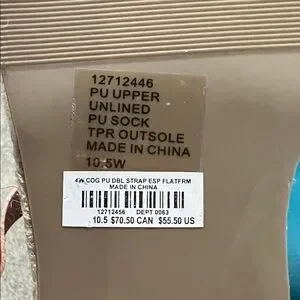 12712446
PU UPPER
UNLINED
PU SOCK
TPR OUTSOLE
MADE IN CHINA
10.5W
COG PU DBL STRAP ESP FLATFRM
MADE IN CHINA
12712456 DEPT 0063
10.5 $70.50 CAN $55.50 US